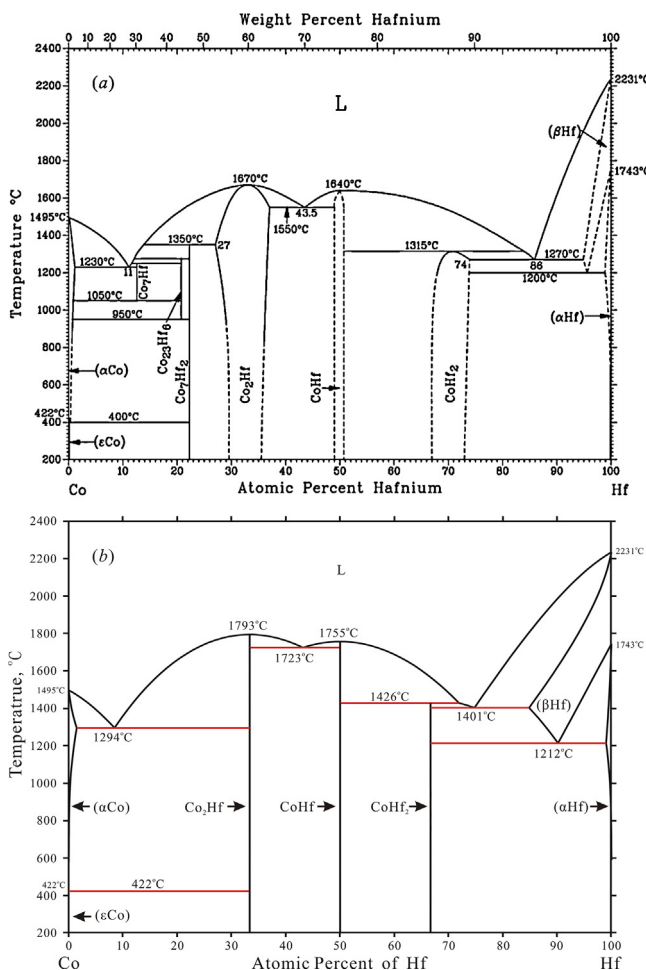 Weight Percent Hafnium
0 10 20 30 40 50 60 70 80 90 100
2400
2200
2000
1800
1600
1400
1200
1000
800
600
400
200
Temperature °C
(a)
L
2231°C
(βHf)
1743°C
1670°C
1640°C
1495°C
43.5
1550°C
1350°C
27
1315°C
1230°C
11
74
86
1270°C
1200°C
Co7Hf
1050°C
950°C
(αHf)
Co23Hf6
Co7Hf2
Co2Hf
CoHf
CoHf2
(αCo)
422°C
400°C
(εCo)
0 10 20 30 40 50 60 70 80 90 100
Co
Atomic Percent Hafnium
Hf
2400
2200
2000
1800
1600
1400
1200
1000
800
600
400
200
Temperatrue, °C
(b)
L
2231°C
1793°C
1755°C
1743°C
1723°C
1495°C
1426°C
1401°C
(βHf)
1294°C
1212°C
(αCo)
Co2Hf
CoHf
CoHf2
(αHf)
422°C
422°C
(εCo)
0 10 20 30 40 50 60 70 80 90 100
Co
Atomic Percent of Hf
Hf